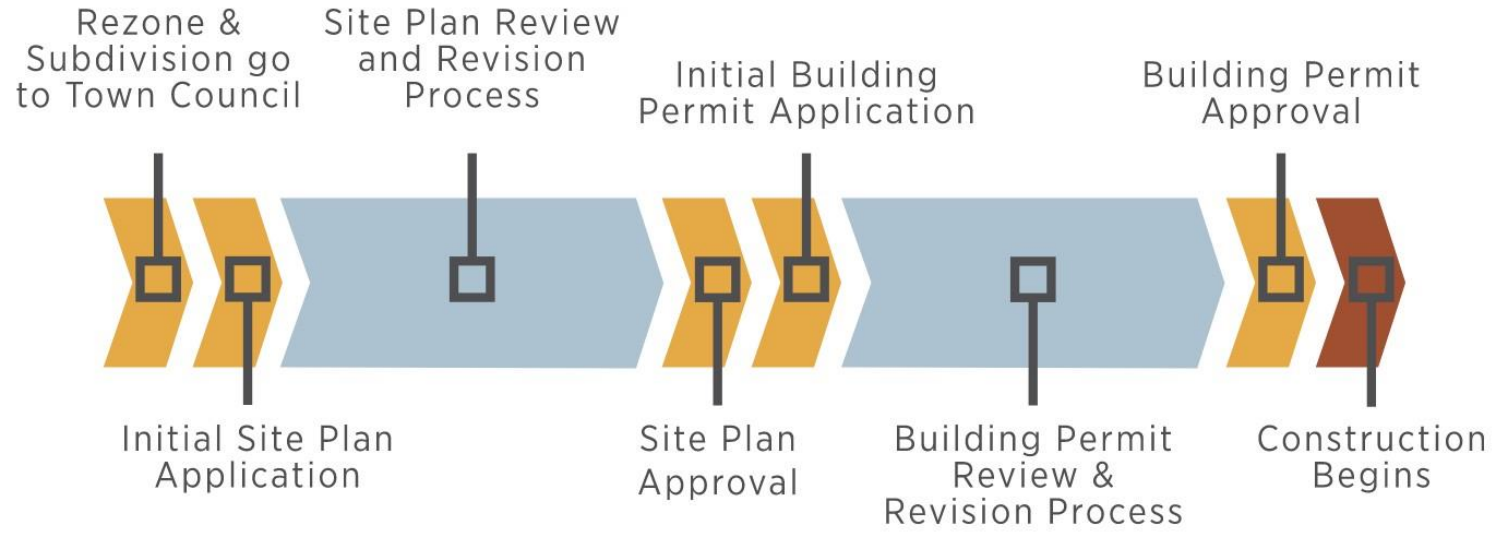 Rezone &
Subdivision go
to Town Council
Site Plan Review
and Revision
Process
Initial Building
Permit Application
Building Permit
Approval
Initial Site Plan
Application
Site Plan
Approval
Building Permit
Review &
Revision Process
Construction
Begins